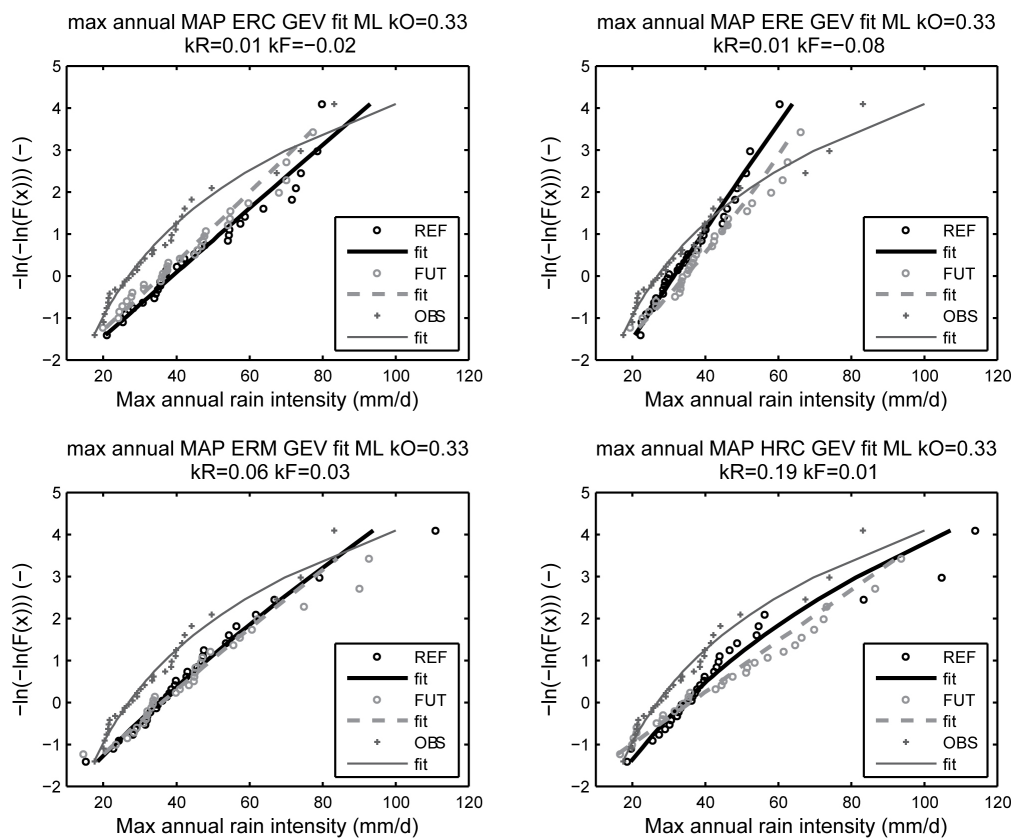 max annual MAP ERC GEV fit ML kO=0.33
kR=0.01 kF=−0.02
5
4
3
2
1
0
−1
−2
−ln(−ln(F(x))) (−)
REF
fit
FUT
fit
OBS
fit
20 40 60 80 100 120
Max annual rain intensity (mm/d)
max annual MAP ERE GEV fit ML kO=0.33
kR=0.01 kF=−0.08
5
4
3
2
1
0
−1
−2
−ln(−ln(F(x))) (−)
REF
fit
FUT
fit
OBS
fit
20 40 60 80 100 120
Max annual rain intensity (mm/d)
max annual MAP ERM GEV fit ML kO=0.33
kR=0.06 kF=0.03
5
4
3
2
1
0
−1
−2
−ln(−ln(F(x))) (−)
REF
fit
FUT
fit
OBS
fit
20 40 60 80 100 120
Max annual rain intensity (mm/d)
max annual MAP HRC GEV fit ML kO=0.33
kR=0.19 kF=0.01
5
4
3
2
1
0
−1
−2
−ln(−ln(F(x))) (−)
REF
fit
FUT
fit
OBS
fit
20 40 60 80 100 120
Max annual rain intensity (mm/d)